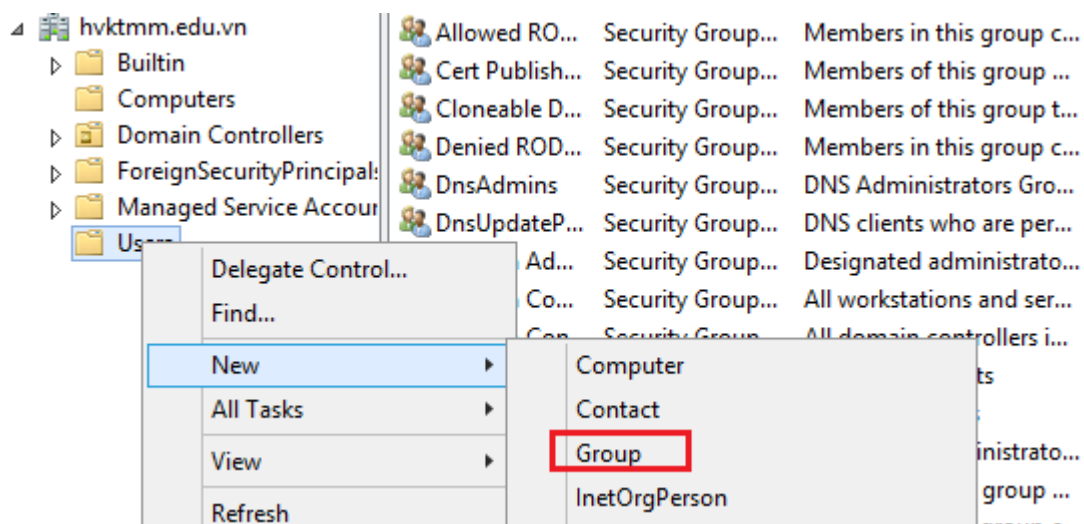 hvktmm.edu.vn
Builtin
Computers
Domain Controllers
ForeignSecurityPrincipals
Managed Service Accour
Users
Allowed RO... Security Group... Members in this group c...
Cert Publish... Security Group... Members of this group ...
Cloneable D... Security Group... Members of this group t...
Denied ROD... Security Group... Members in this group c...
DnsAdmins Security Group... DNS Administrators Gro...
DnsUpdateP... Security Group... DNS clients who are per...
Ad... Security Group... Designated administrato...
Co... Security Group... All workstations and ser...
Con... Security Group... All domain controllers i...
ts
inistrato...
group ...
Delegate Control...
Find...
New
All Tasks
View
Refresh
Computer
Contact
Group
InetOrgPerson